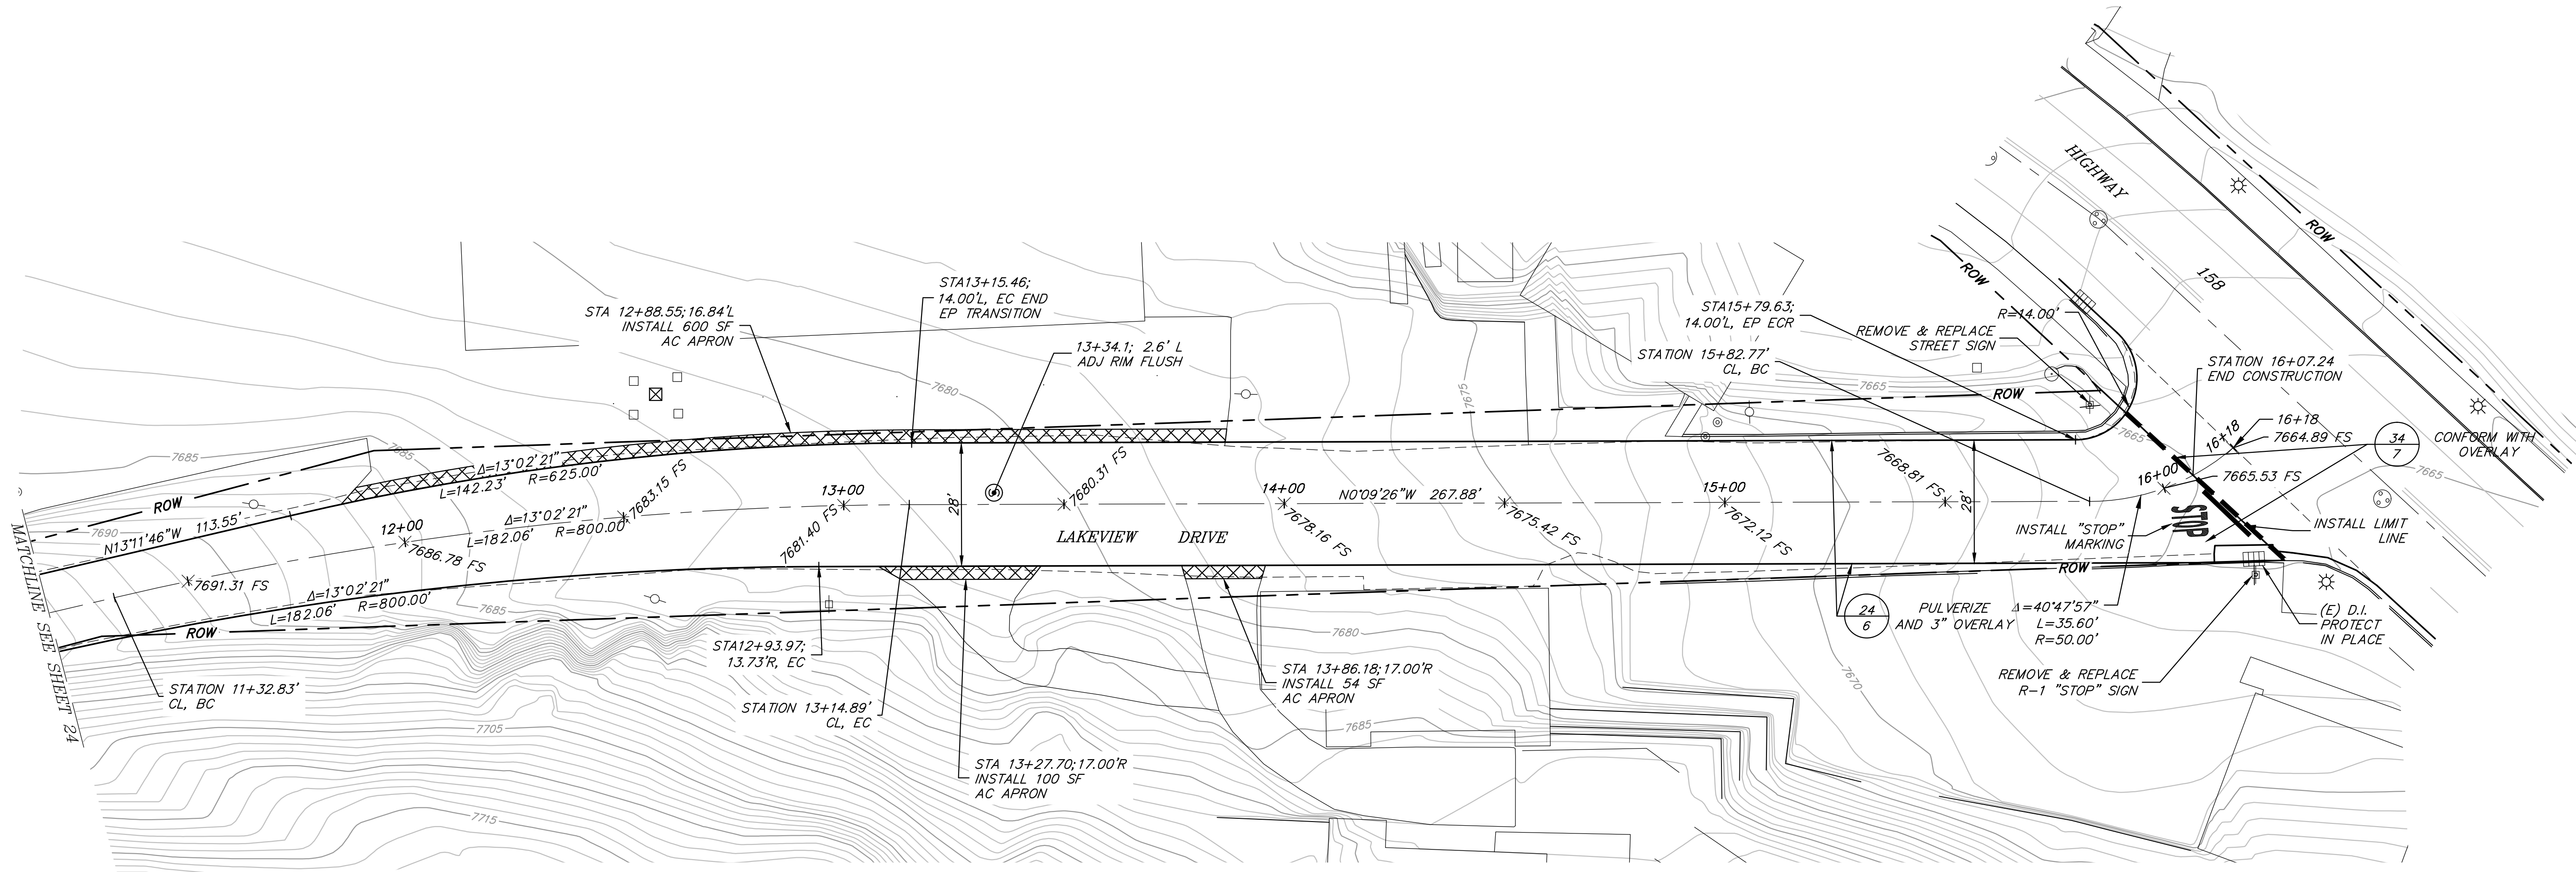 HIGHWAY
158
ROW
ROW
STA13+15.46;
14.00'L, EC END
EP TRANSITION
STA 12+88.55;16.84'L
INSTALL 600 SF
AC APRON
13+34.1; 2.6' L
ADJ RIM FLUSH
STA15+79.63;
14.00'L, EP ECR
R=14.00'
REMOVE & REPLACE
STREET SIGN
STATION 15+82.77'
CL, BC
STATION 16+07.24
END CONSTRUCTION
16+18
7664.89 FS
16+18
34
7
CONFORM WITH
OVERLAY
16+00
7665.53 FS
7665
7665
7665
7680
7675
7685
7685
7690
ROW
ROW
Δ=13°02'21"
L=142.23' R=625.00'
N13°11'46"W 113.55'
12+00
Δ=13°02'21"
L=182.06' R=800.00'
7683.15 FS
13+00
28'
7680.31 FS
14+00
N0°09'26"W 267.88'
15+00
7668.81 FS
28'
7691.31 FS
7686.78 FS
7681.40 FS
LAKEVIEW DRIVE
7678.16 FS
7675.42 FS
7672.12 FS
INSTALL "STOP"
MARKING
STOP
INSTALL LIMIT
LINE
MATCHLINE SEE SHEET 24
Δ=13°02'21"
L=182.06' R=800.00'
7685
ROW
ROW
24
6
PULVERIZE
AND 3" OVERLAY
Δ=40°47'57"
L=35.60'
R=50.00'
(E) D.I.
PROTECT
IN PLACE
STATION 11+32.83'
CL, BC
STA12+93.97;
13.73'R, EC
STATION 13+14.89'
CL, EC
STA 13+86.18;17.00'R
INSTALL 54 SF
AC APRON
STA 13+27.70;17.00'R
INSTALL 100 SF
AC APRON
REMOVE & REPLACE
R-1 "STOP" SIGN
7680
7670
7685
7705
7715